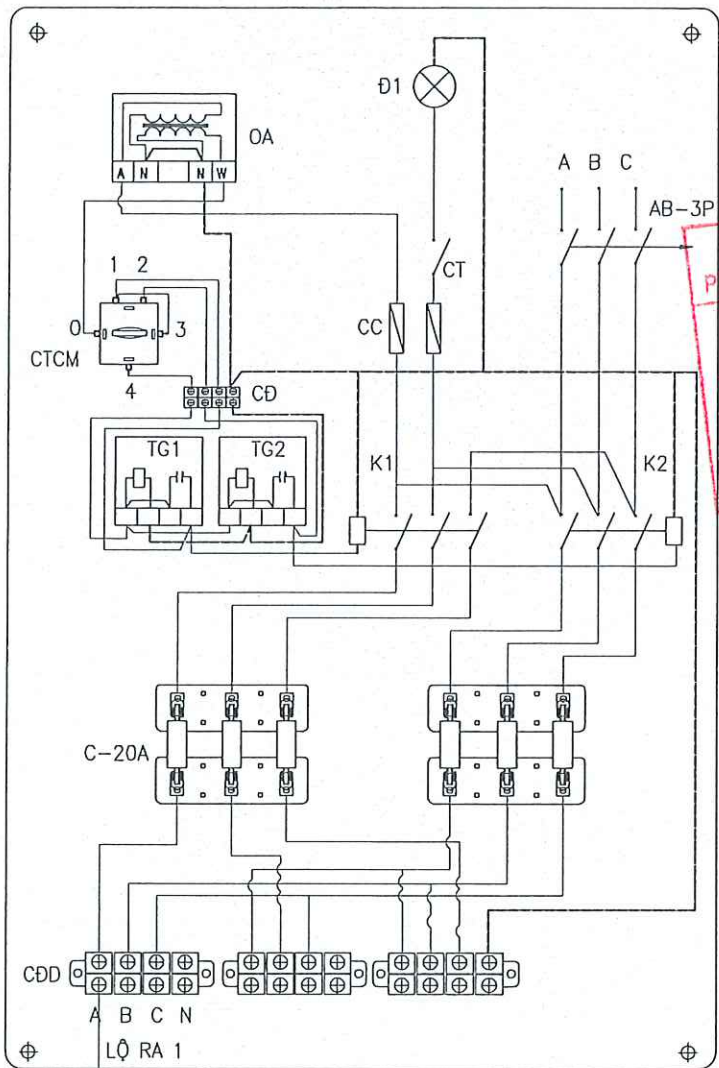 Đ1
OA
A N N W
A B C
AB-3P
P
1 2
CT
0 3
CC
CTCM
4
CĐ
TG1 TG2
K1 K2
C-20A
CĐD
A B C N
LỘ RA 1